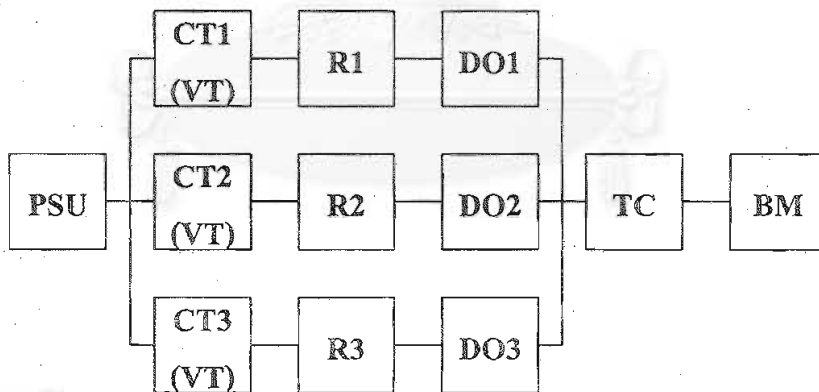 CT1
(VT)
R1
DO1
PSU
CT2
(VT)
R2
DO2
TC
BM
CT3
(VT)
R3
DO3